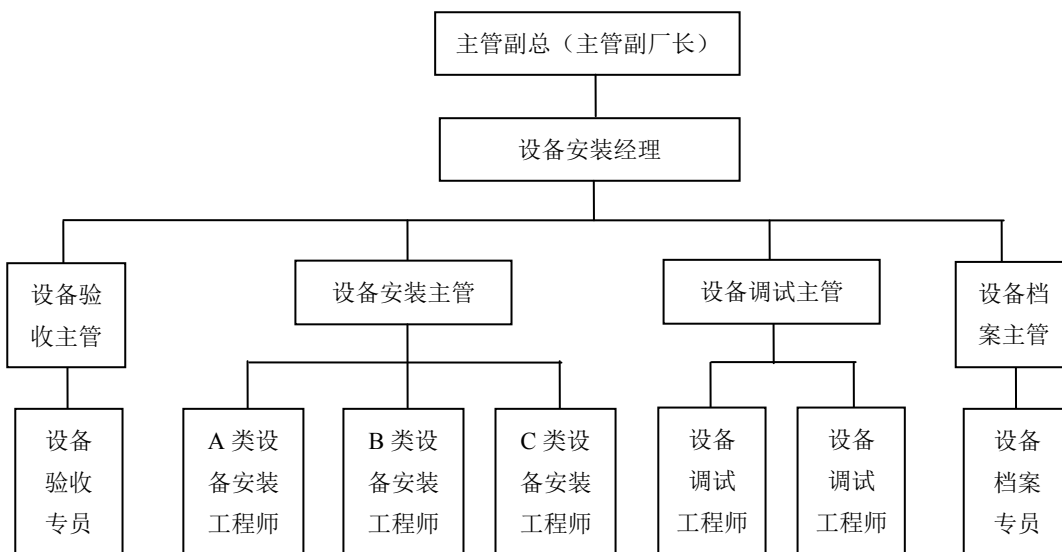 主管副总（主管副厂长）
设备安装经理
设备验
收主管
设备安装主管
设备调试主管
设备档
案主管
设备
验收
专员
A 类设
备安装
工程师
B 类设
备安装
工程师
C 类设
备安装
工程师
设备
调试
工程师
设备
调试
工程师
设备
档案
专员